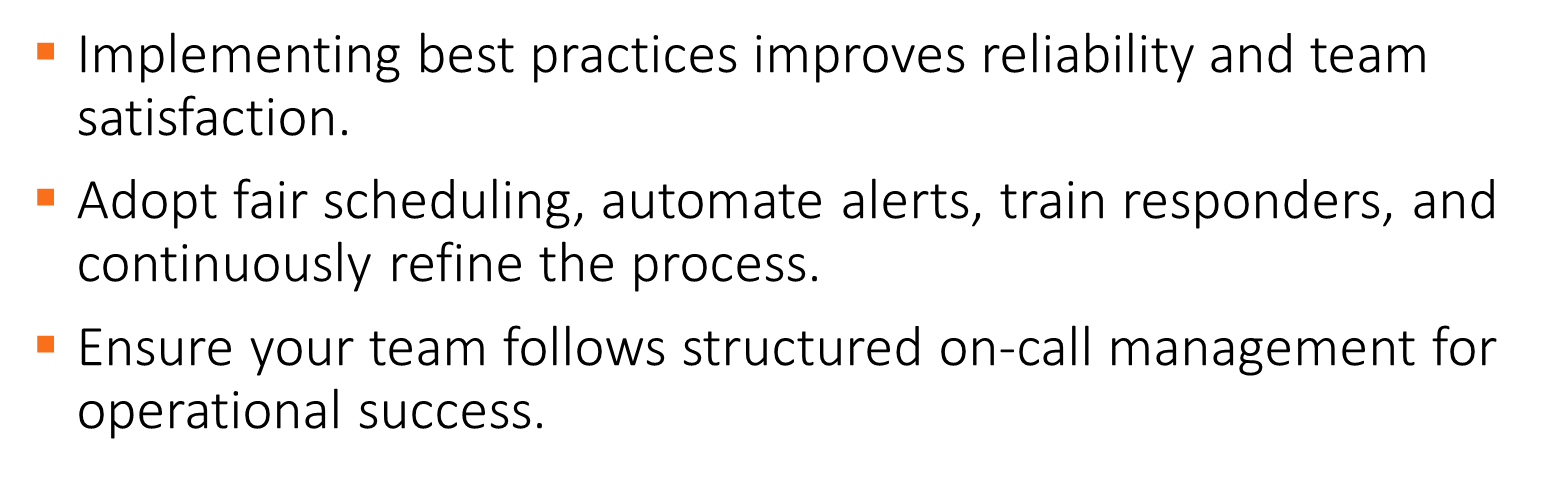 ▪ Implementing best practices improves reliability and team
satisfaction.
▪ Adopt fair scheduling, automate alerts, train responders, and
continuously refine the process.
▪ Ensure your team follows structured on-call management for
operational success.